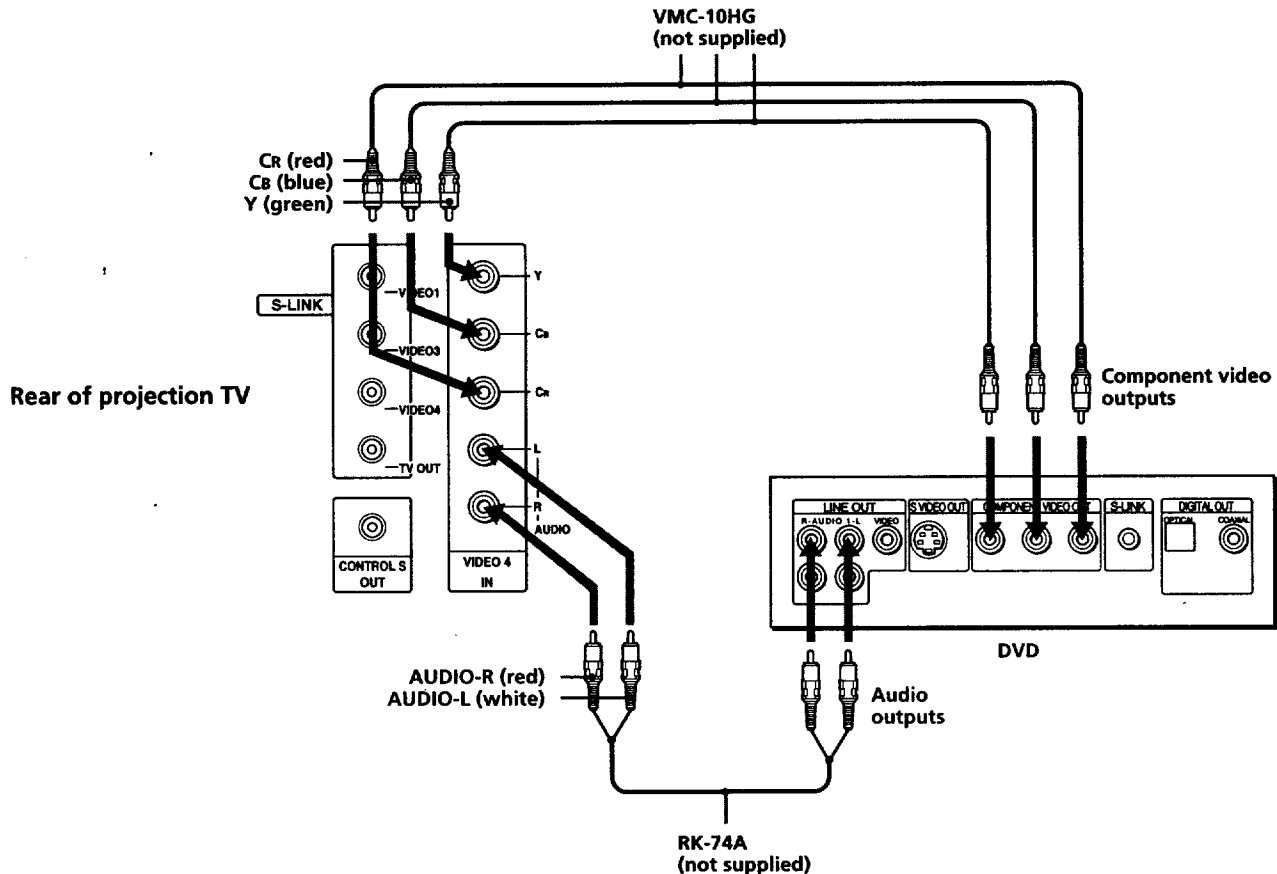 VMC-10HG
(not supplied)
CR (red)
CB (blue)
Y (green)
S-LINK
VIDEO1
VIDEO3
VIDEO4
TV OUT
Y
CB
CR
L
R
AUDIO
Rear of projection TV
CONTROL S
OUT
VIDEO 4
IN
Component video
outputs
LINE OUT
R-AUDIO 1-L
VIDEO
S VIDEO OUT
COMPONENT VIDEO OUT
S-LINK
DIGITAL OUT
OPTICAL
COAXIAL
DVD
AUDIO-R (red)
AUDIO-L (white)
Audio
outputs
RK-74A
(not supplied)